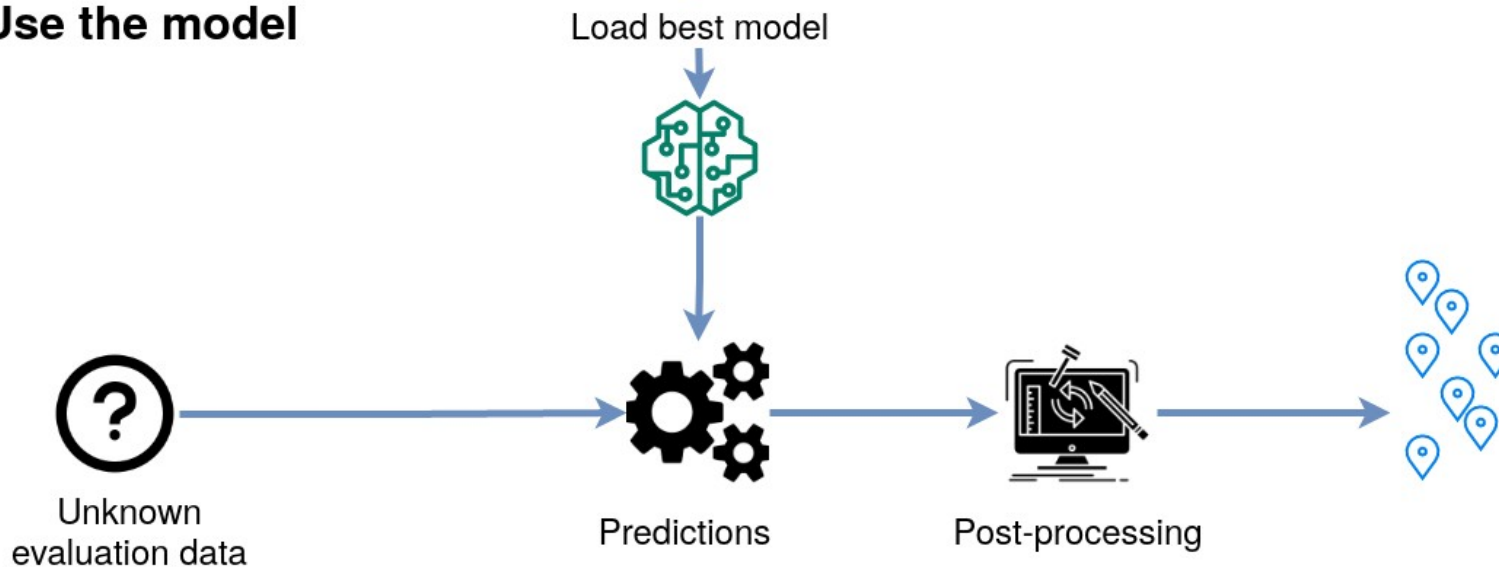 Use the model
Load best model
Unknown
evaluation data
Predictions
Post-processing